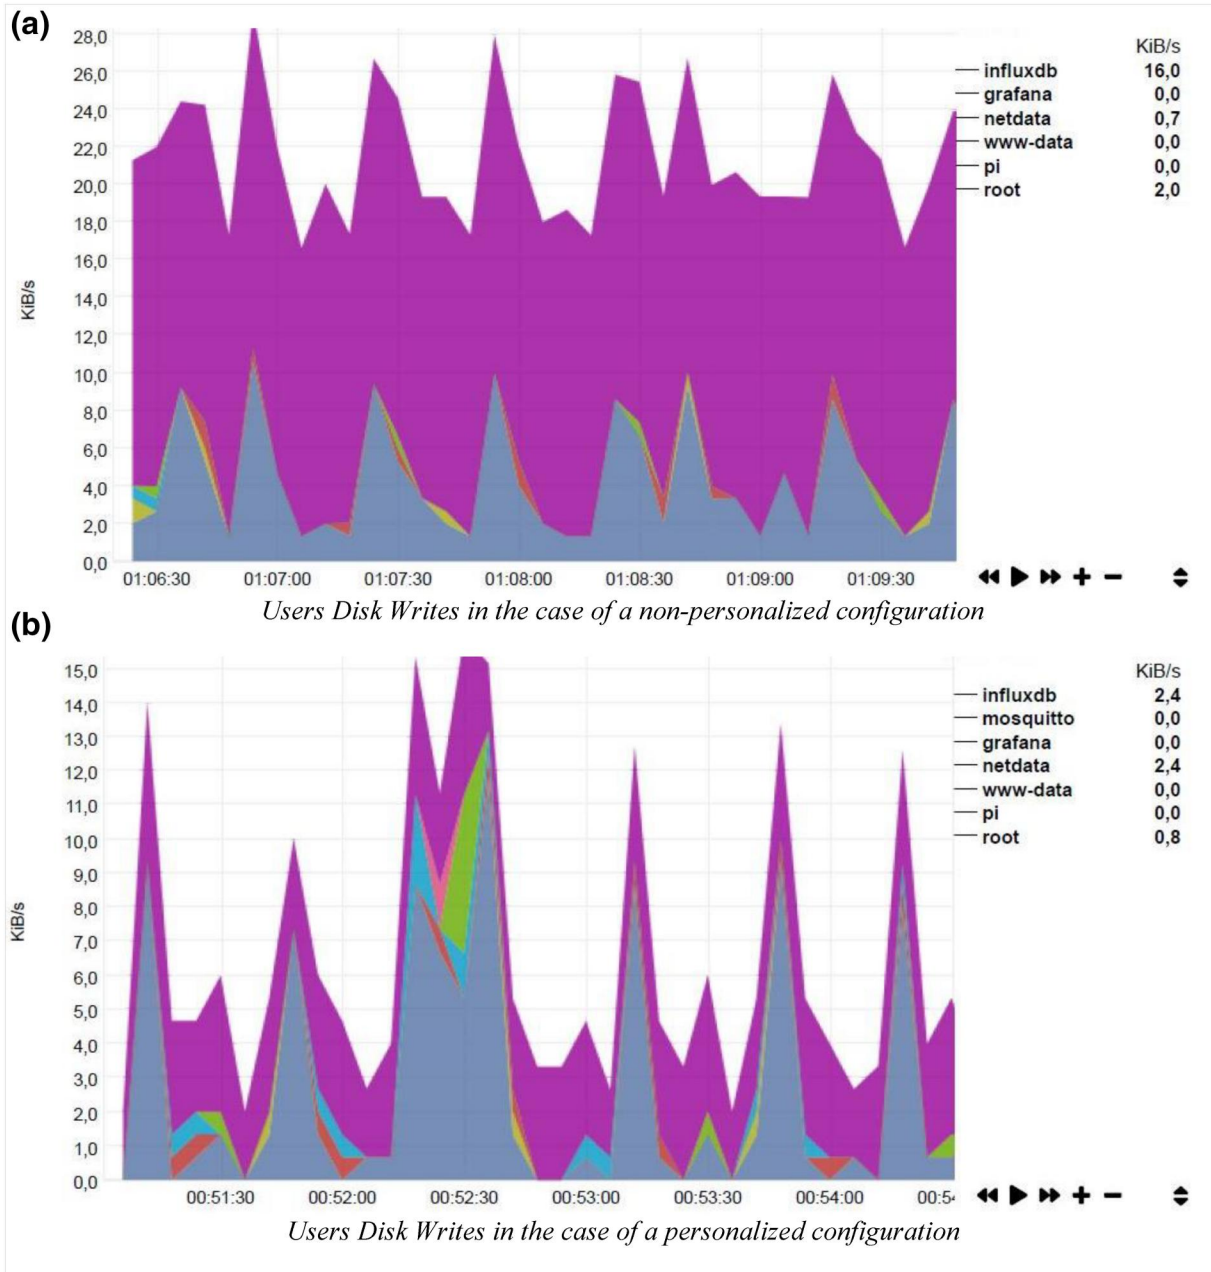 (a)
KiB/s
28,0
26,0
24,0
22,0
20,0
18,0
16,0
14,0
12,0
10,0
8,0
6,0
4,0
2,0
0,0
KiB/s
influxdb 16,0
grafana 0,0
netdata 0,7
www-data 0,0
pi 0,0
root 2,0
01:06:30 01:07:00 01:07:30 01:08:00 01:08:30 01:09:00 01:09:30
Users Disk Writes in the case of a non-personalized configuration
(b)
KiB/s
15,0
14,0
13,0
12,0
11,0
10,0
9,0
8,0
7,0
6,0
5,0
4,0
3,0
2,0
1,0
0,0
KiB/s
influxdb 2,4
mosquitto 0,0
grafana 0,0
netdata 2,4
www-data 0,0
pi 0,0
root 0,8
00:51:30 00:52:00 00:52:30 00:53:00 00:53:30 00:54:00 00:54
Users Disk Writes in the case of a personalized configuration